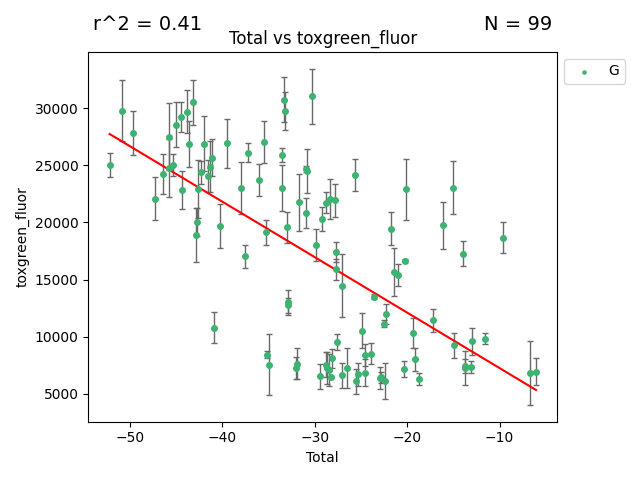 r^2 = 0.41
N = 99
Total vs toxgreen_fluor
G
toxgreen_fluor
30000
25000
20000
15000
10000
5000
−50
−40
−30
−20
−10
Total